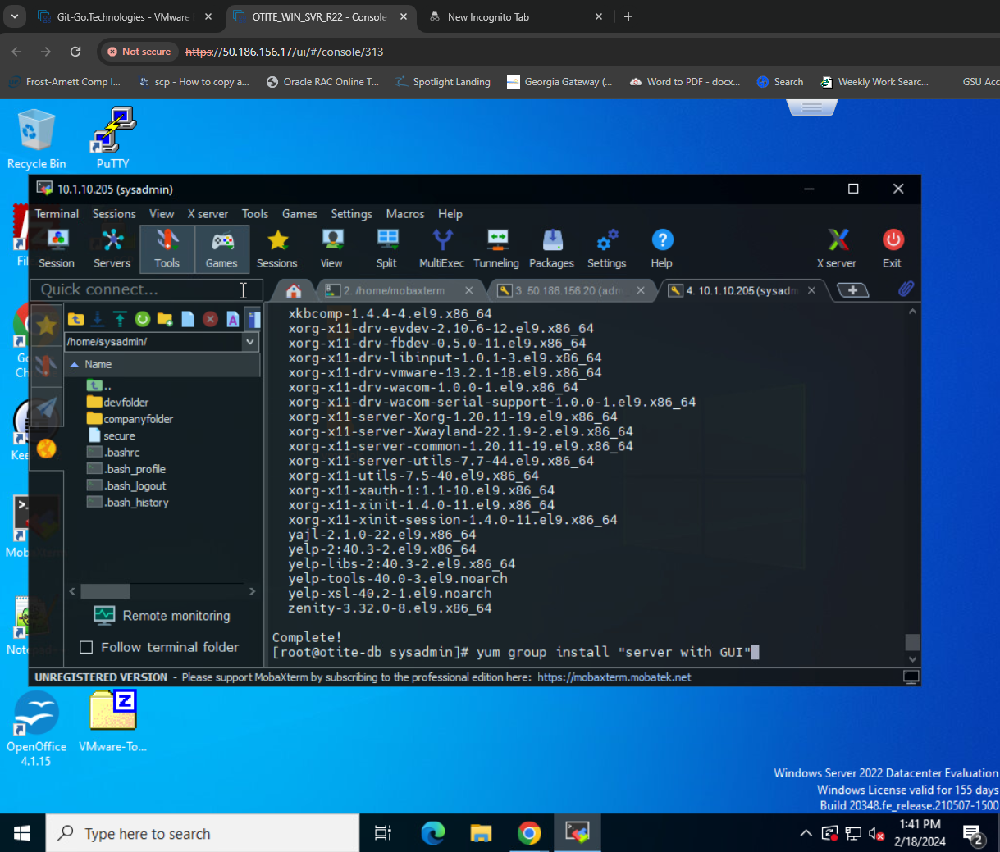 Git-Go.Technologies - VMware
OTITE_WIN_SVR_R22 - Console
New Incognito Tab
Not secure
https://50.186.156.17/ui/#/console/313
Frost-Arnett Comp I...
scp - How to copy a...
Oracle RAC Online T...
Spotlight Landing
Georgia Gateway (...
Word to PDF - docx...
Search
Weekly Work Searc...
GSU Acc
Recycle Bin
PuTTY
10.1.10.205 (sysadmin)
Terminal Sessions View X server Tools Games Settings Macros Help
Session Servers Tools Games Sessions View Split MultiExec Tunneling Packages Settings Help X server Exit
Quick connect...
2. /home/mobaxterm
3. 50.186.156.20 (adm
4. 10.1.10.205 (sysadm
/home/sysadmin/
Name
..
devfolder
companyfolder
secure
.bashrc
.bash_profile
.bash_logout
.bash_history
Remote monitoring
Follow terminal folder
xkbcomp-1.4.4-4.el9.x86_64
xorg-x11-drv-evdev-2.10.6-12.el9.x86_64
xorg-x11-drv-fbdev-0.5.0-11.el9.x86_64
xorg-x11-drv-libinput-1.0.1-3.el9.x86_64
xorg-x11-drv-vmware-13.2.1-18.el9.x86_64
xorg-x11-drv-wacom-1.0.0-1.el9.x86_64
xorg-x11-drv-wacom-serial-support-1.0.0-1.el9.x86_64
xorg-x11-server-Xorg-1.20.11-19.el9.x86_64
xorg-x11-server-Xwayland-22.1.9-2.el9.x86_64
xorg-x11-server-common-1.20.11-19.el9.x86_64
xorg-x11-server-utils-7.7-44.el9.x86_64
xorg-x11-utils-7.5-40.el9.x86_64
xorg-x11-xauth-1:1.1-10.el9.x86_64
xorg-x11-xinit-1.4.0-11.el9.x86_64
xorg-x11-xinit-session-1.4.0-11.el9.x86_64
yajl-2.1.0-22.el9.x86_64
yelp-2:40.3-2.el9.x86_64
yelp-libs-2:40.3-2.el9.x86_64
yelp-tools-40.0-3.el9.noarch
yelp-xsl-40.2-1.el9.noarch
zenity-3.32.0-8.el9.x86_64
Complete!
[root@otite-db sysadmin]# yum group install "server with GUI"
UNREGISTERED VERSION - Please support MobaXterm by subscribing to the professional edition here: https://mobaxterm.mobatek.net
OpenOffice
4.1.15
VMware-To...
Windows Server 2022 Datacenter Evaluation
Windows License valid for 155 days
Build 20348.fe_release.210507-1500
Type here to search
1:41 PM
2/18/2024
2